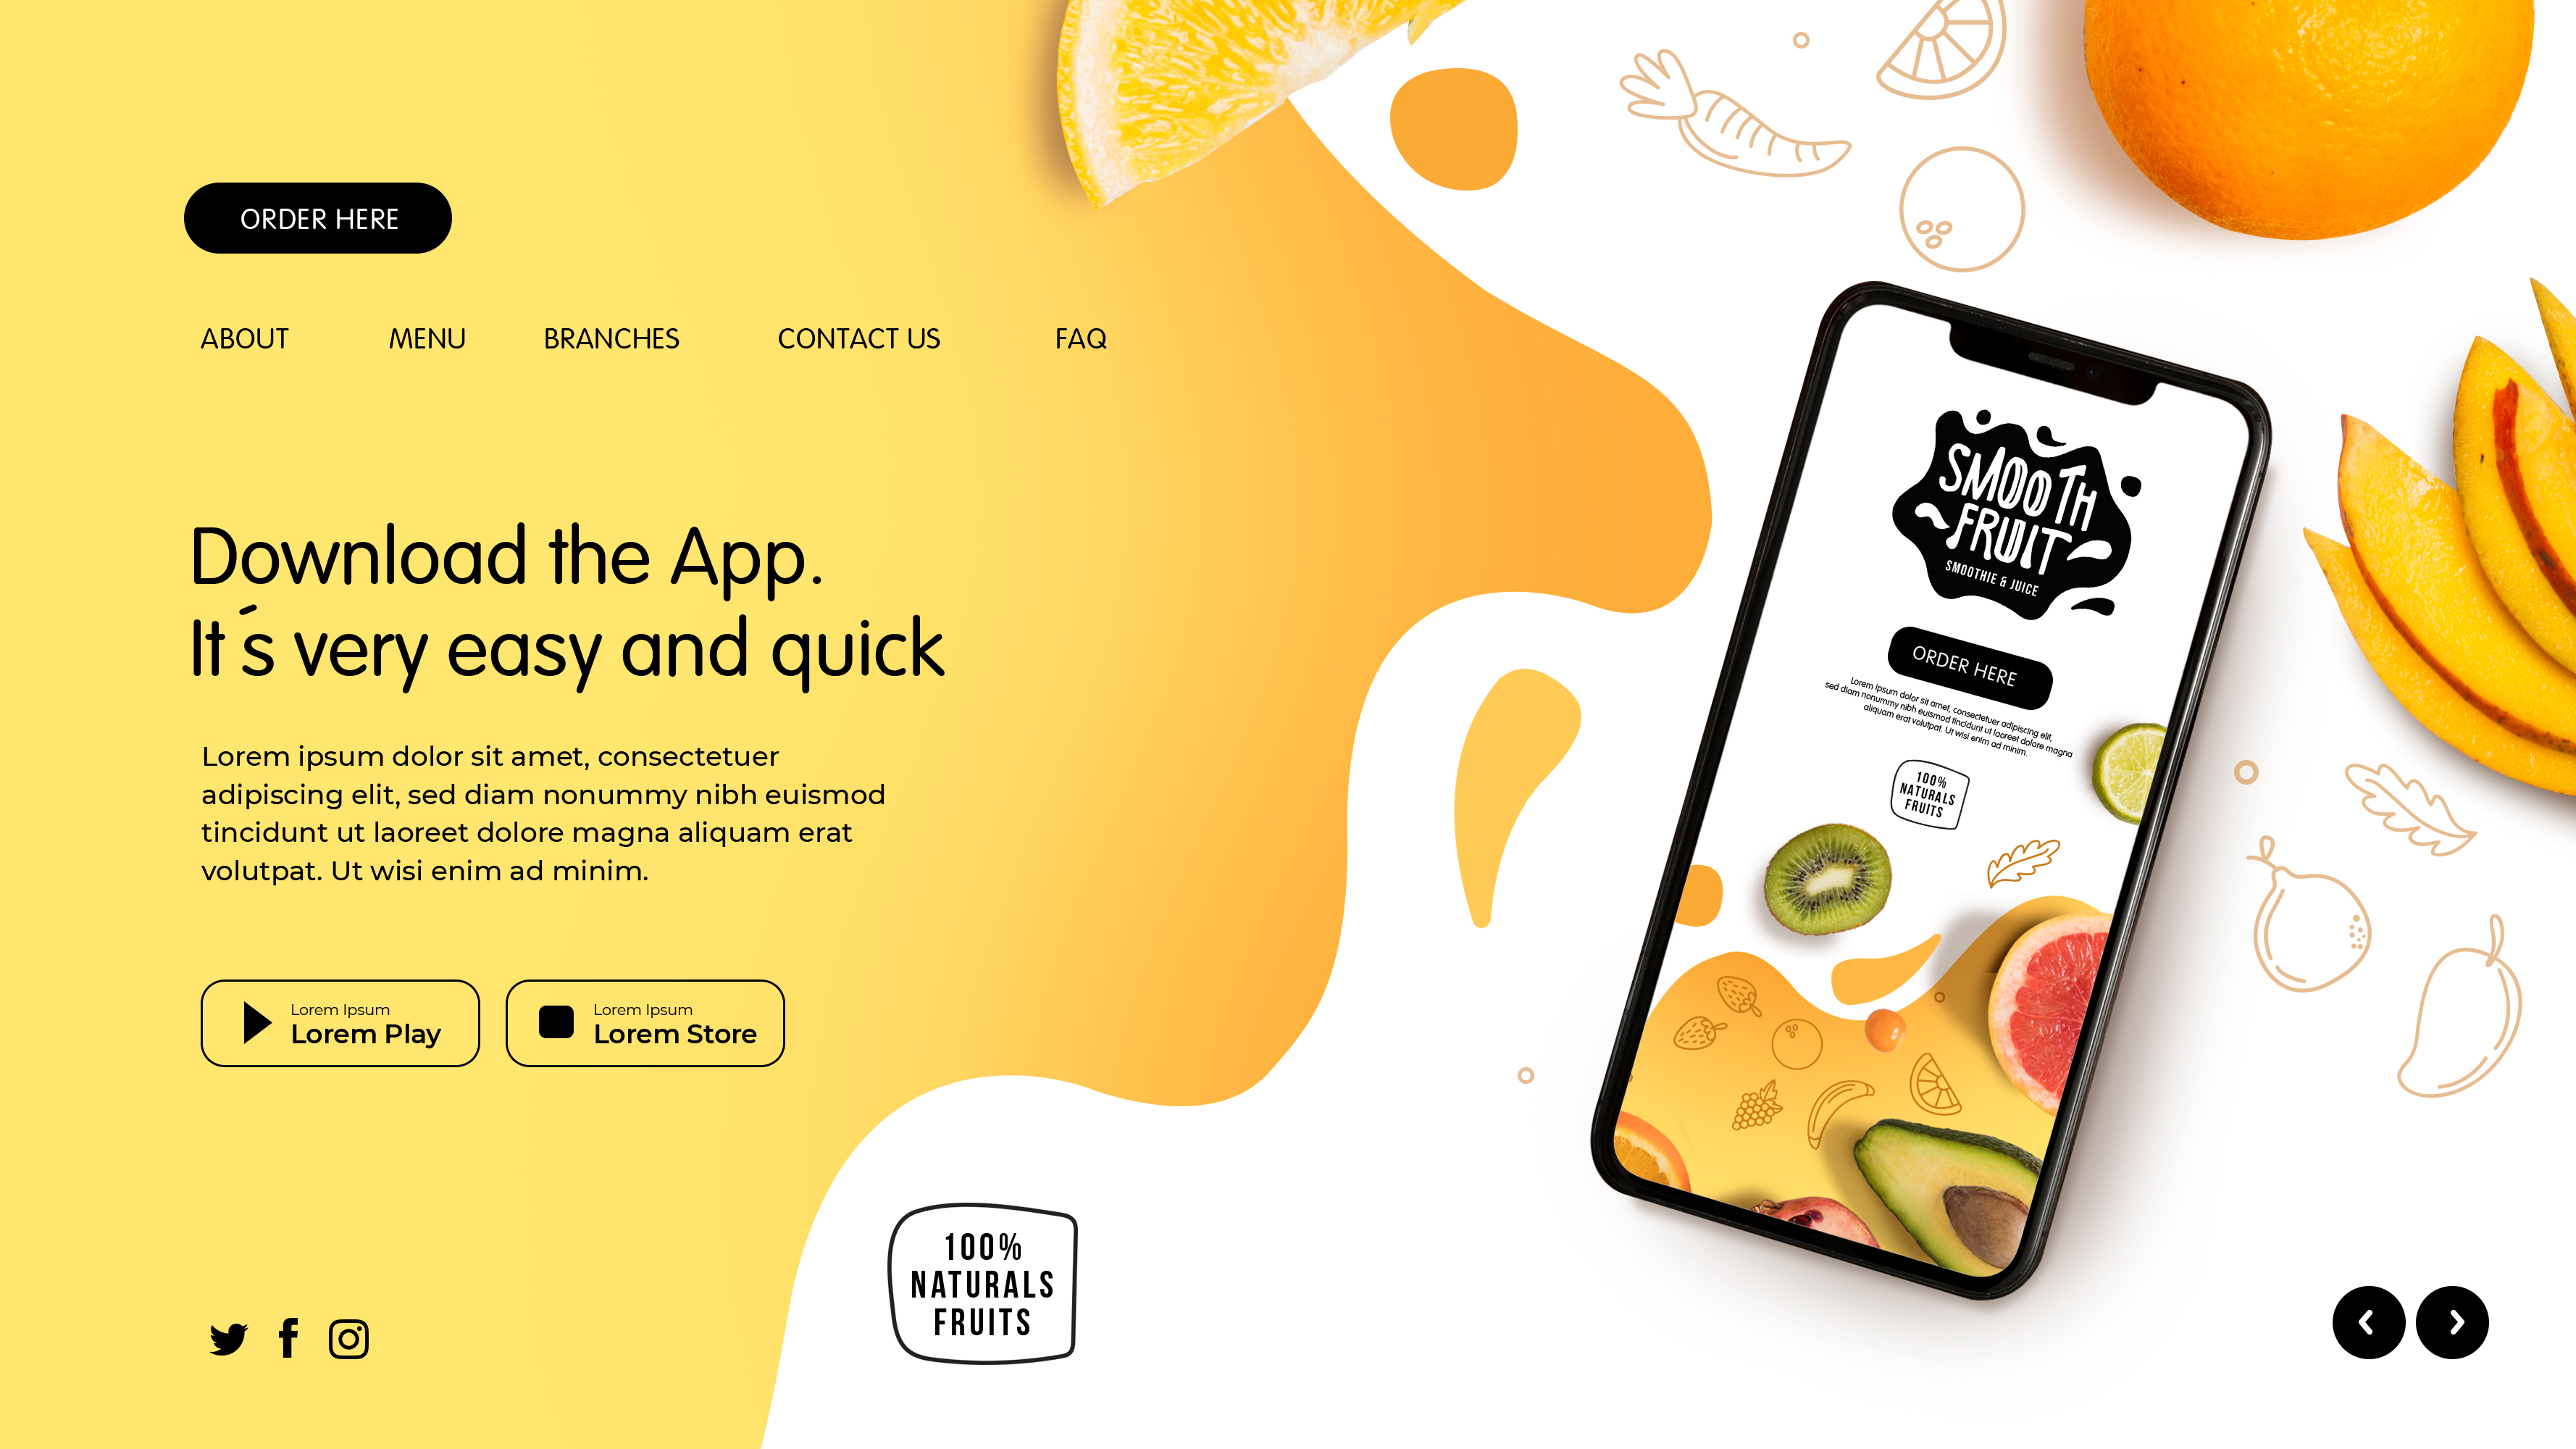 ORDER HERE
ABOUT MENU BRANCHES CONTACT US FAQ
Download the App.
It´s very easy and quick
Lorem ipsum dolor sit amet, consectetuer
adipiscing elit, sed diam nonummy nibh euismod
tincidunt ut laoreet dolore magna aliquam erat
volutpat. Ut wisi enim ad minim.
Lorem Ipsum
Lorem Play
Lorem Ipsum
Lorem Store
100%
NATURALS
FRUITS
SMOOTH
FRUIT
SMOOTHIE & JUICE
ORDER HERE
Lorem ipsum dolor sit amet, consectetuer adipiscing elit,
sed diam nonummy nibh euismod tincidunt ut laoreet dolore magna
aliquam erat volutpat. Ut wisi enim ad minim.
100%
NATURALS
FRUITS